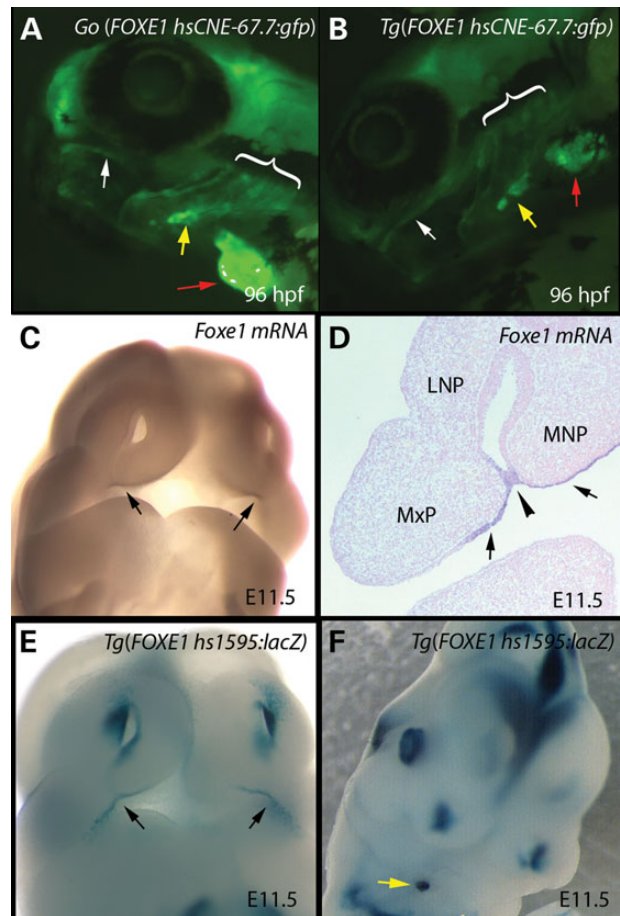 A
Go (FOXE1 hsCNE-67.7:gfp)
96 hpf
B
Tg(FOXE1 hsCNE-67.7:gfp)
96 hpf
C
Foxe1 mRNA
E11.5
D
Foxe1 mRNA
LNP
MNP
MxP
E11.5
E
Tg(FOXE1 hs1595:lacZ)
E11.5
F
Tg(FOXE1 hs1595:lacZ)
E11.5